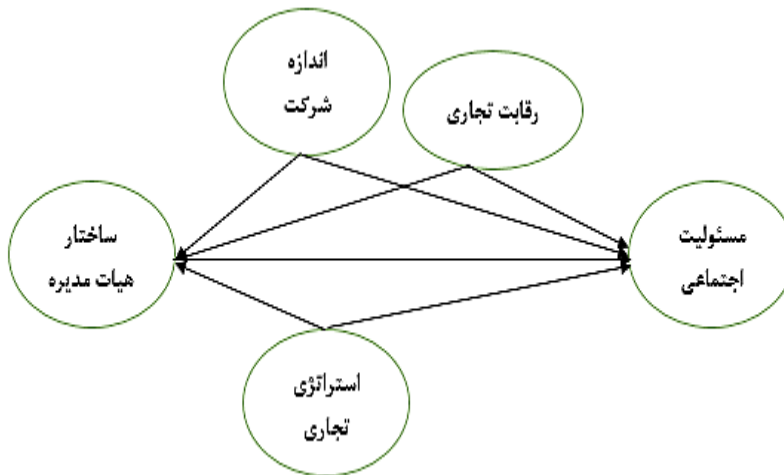 اندازه
شرکت
رقابت تجاری
ساختار
هیات مدیره
مسئولیت
اجتماعی
استراتژی
تجاری